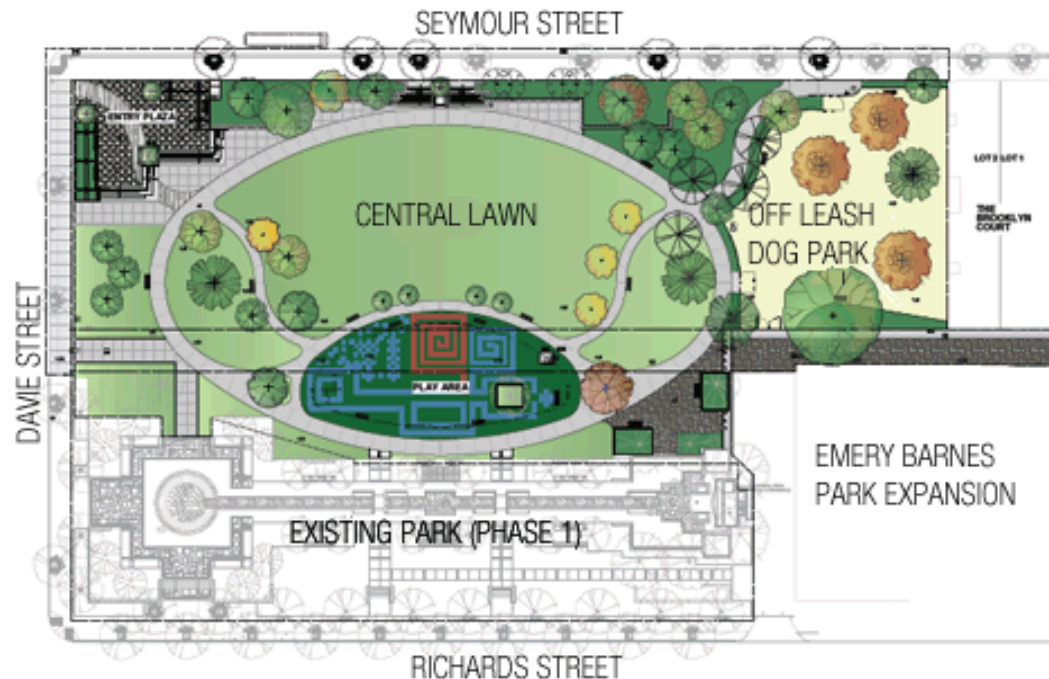 SEYMOUR STREET
ENTRY PLAZA
CENTRAL LAWN
OFF LEASH
DOG PARK
LOT 2 LOT 1
THE
BROOKLYN
COURT
DAVIE STREET
PLAY AREA
EMERY BARNES
PARK EXPANSION
EXISTING PARK (PHASE 1)
RICHARDS STREET